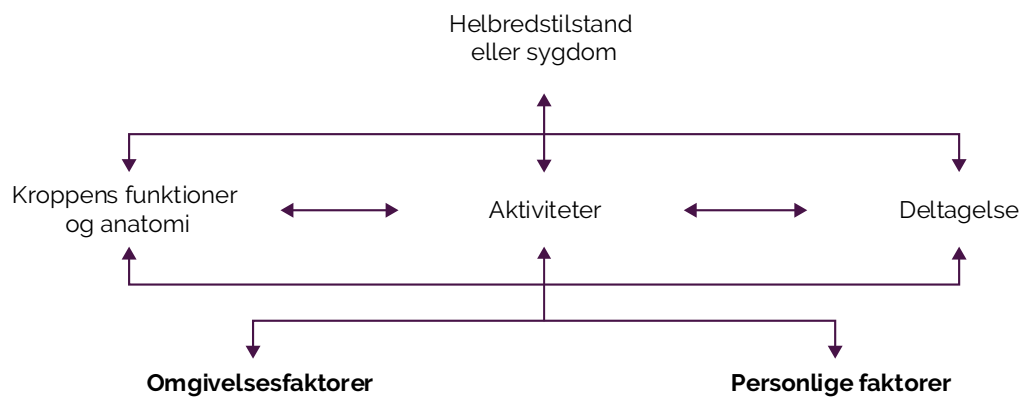 Helbredstilstand
eller sygdom
Kroppens funktioner
og anatomi
Aktiviteter
Deltagelse
Omgivelsesfaktorer
Personlige faktorer